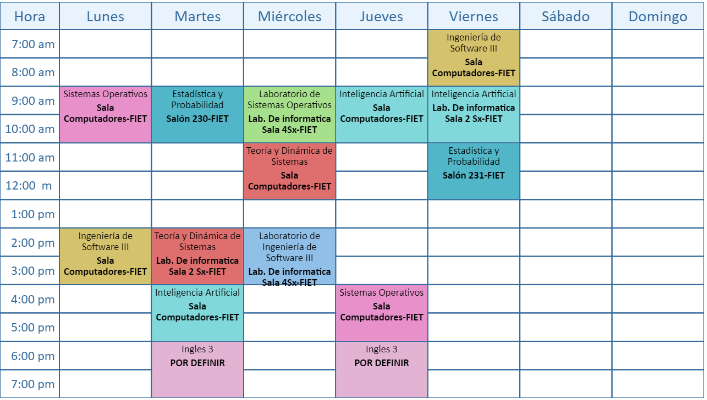 Hora Lunes Martes Miércoles Jueves Viernes Sábado Domingo
7:00 am
Ingeniería de
Software III
Sala
Computadores-FIET
8:00 am
9:00 am
Sistemas Operativos
Sala
Computadores-FIET
Estadística y
Probabilidad
Salón 230-FIET
Laboratorio de
Sistemas Operativos
Lab. De informatica
Sala 4Sx-FIET
Inteligencia Artificial
Sala
Computadores-FIET
Inteligencia Artificial
Lab. De informatica
Sala 2 Sx-FIET
10:00 am
11:00 am
Teoría y Dinámica de
Sistemas
Sala
Computadores-FIET
Estadística y
Probabilidad
Salón 231-FIET
12:00 m
1:00 pm
2:00 pm
Ingeniería de
Software III
Sala
Computadores-FIET
Teoría y Dinámica de
Sistemas
Lab. De informatica
Sala 2 Sx-FIET
Laboratorio de
Ingeniería de
Software III
Lab. De informatica
Sala 4Sx-FIET
3:00 pm
4:00 pm
Inteligencia Artificial
Sala
Computadores-FIET
Sistemas Operativos
Sala
Computadores-FIET
5:00 pm
6:00 pm
Ingles 3
POR DEFINIR
Ingles 3
POR DEFINIR
7:00 pm